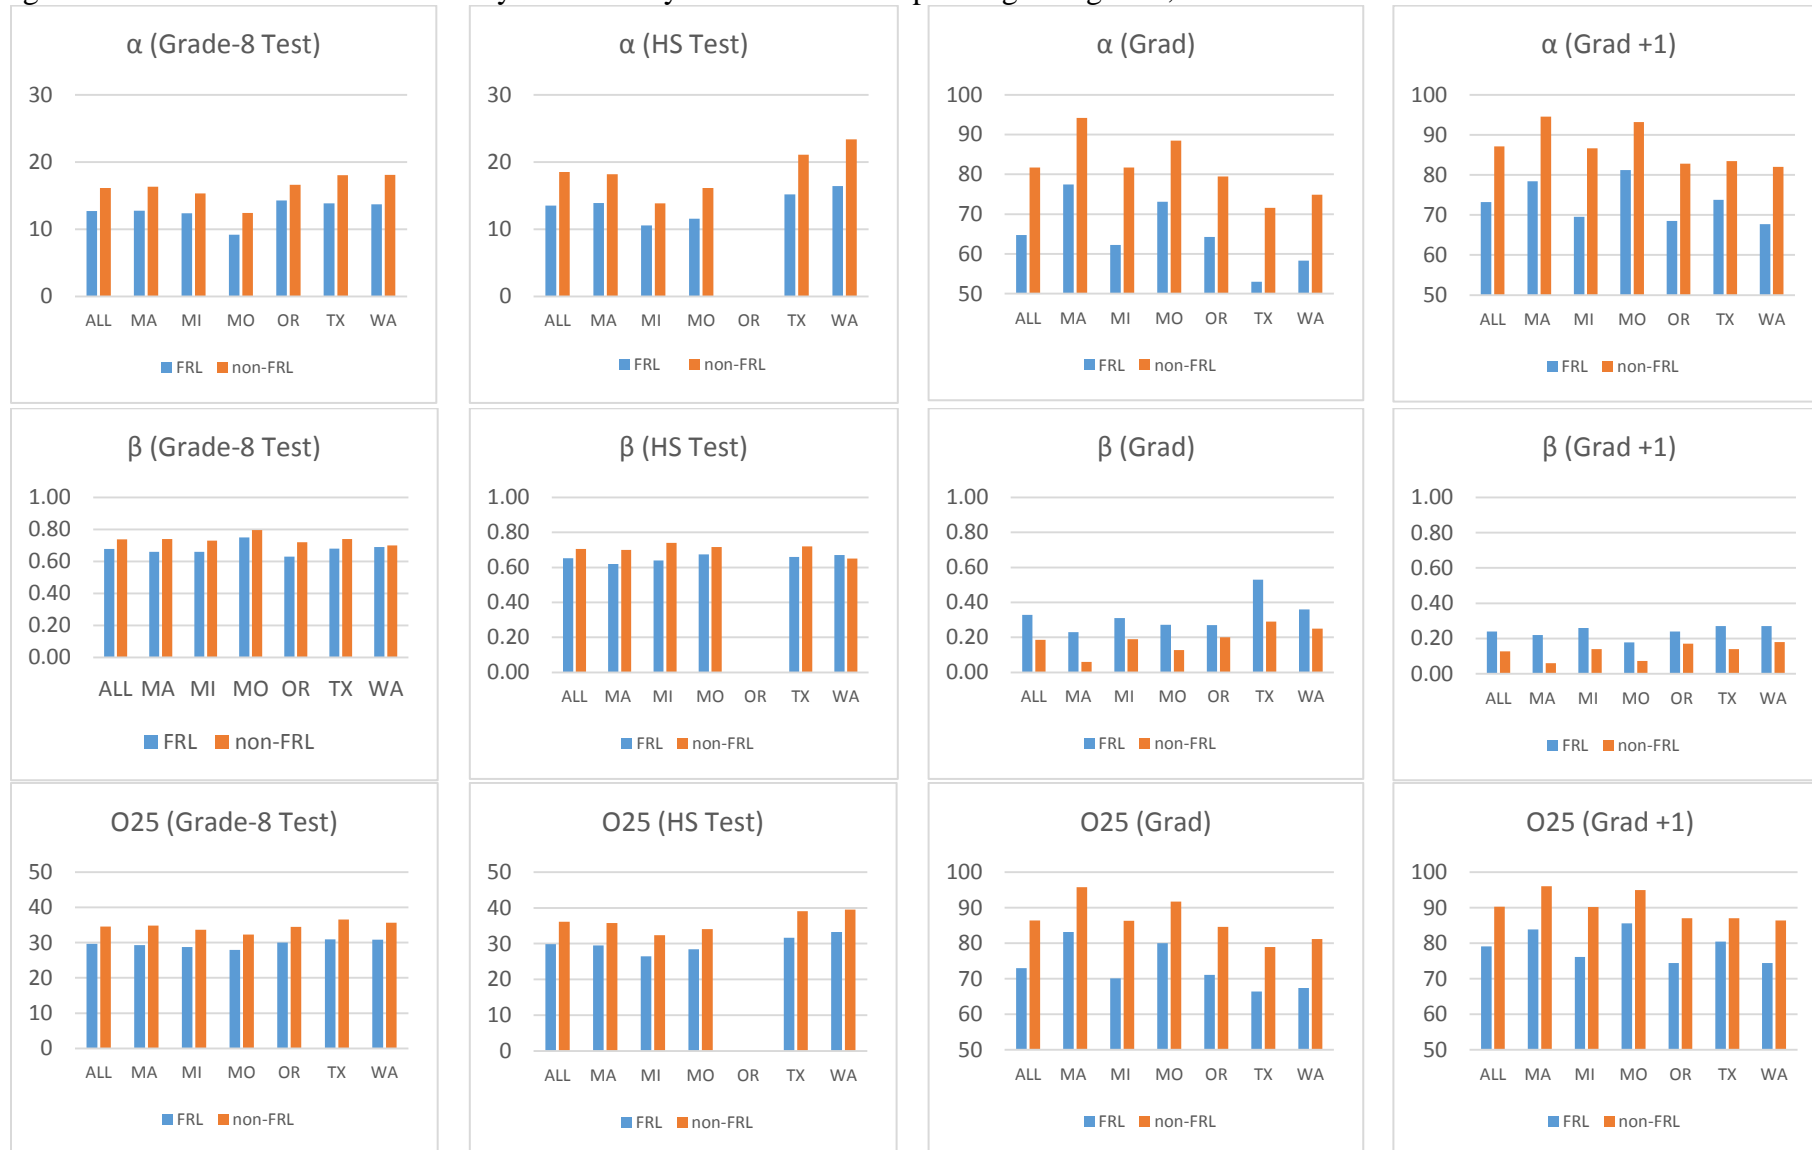 α (Grade-8 Test)
30
20
10
0
ALL MA MI MO OR TX WA
FRL non-FRL
α (HS Test)
30
20
10
0
ALL MA MI MO OR TX WA
FRL non-FRL
α (Grad)
100
90
80
70
60
50
ALL MA MI MO OR TX WA
FRL non-FRL
α (Grad +1)
100
90
80
70
60
50
ALL MA MI MO OR TX WA
FRL non-FRL
β (Grade-8 Test)
1.00
0.80
0.60
0.40
0.20
0.00
ALL MA MI MO OR TX WA
FRL non-FRL
β (HS Test)
1.00
0.80
0.60
0.40
0.20
0.00
ALL MA MI MO OR TX WA
FRL non-FRL
β (Grad)
1.00
0.80
0.60
0.40
0.20
0.00
ALL MA MI MO OR TX WA
FRL non-FRL
β (Grad +1)
1.00
0.80
0.60
0.40
0.20
0.00
ALL MA MI MO OR TX WA
FRL non-FRL
O25 (Grade-8 Test)
50
40
30
20
10
0
ALL MA MI MO OR TX WA
FRL non-FRL
O25 (HS Test)
50
40
30
20
10
0
ALL MA MI MO OR TX WA
FRL non-FRL
O25 (Grad)
100
90
80
70
60
50
ALL MA MI MO OR TX WA
FRL non-FRL
O25 (Grad +1)
100
90
80
70
60
50
ALL MA MI MO OR TX WA
FRL non-FRL